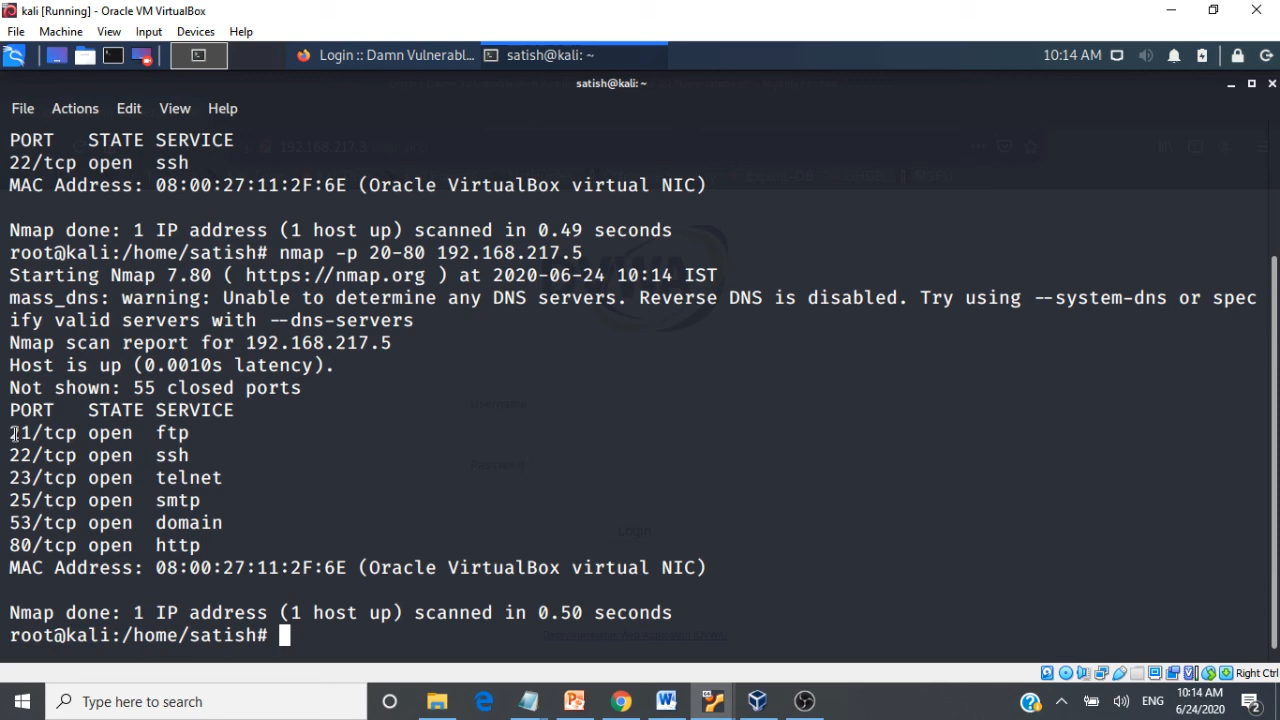 kali [Running] - Oracle VM VirtualBox
File Machine View Input Devices Help
Login :: Damn Vulnerabl… satish@kali: ~ 10:14 AM
satish@kali: ~
File Actions Edit View Help
192.168.217.3
PORT STATE SERVICE
22/tcp open ssh
MAC Address: 08:00:27:11:2F:6E (Oracle VirtualBox virtual NIC)
Nmap done: 1 IP address (1 host up) scanned in 0.49 seconds
root@kali:/home/satish# nmap -p 20-80 192.168.217.5
Starting Nmap 7.80 ( https://nmap.org ) at 2020-06-24 10:14 IST
mass_dns: warning: Unable to determine any DNS servers. Reverse DNS is disabled. Try using --system-dns or spec
ify valid servers with --dns-servers
Nmap scan report for 192.168.217.5
Host is up (0.0010s latency).
Not shown: 55 closed ports
PORT STATE SERVICE
21/tcp open ftp
22/tcp open ssh
23/tcp open telnet
25/tcp open smtp
53/tcp open domain
80/tcp open http
MAC Address: 08:00:27:11:2F:6E (Oracle VirtualBox virtual NIC)
Nmap done: 1 IP address (1 host up) scanned in 0.50 seconds
root@kali:/home/satish#
Username
Password
Login
Right Ctrl
Type here to search
ENG
10:14 AM
6/24/2020
2